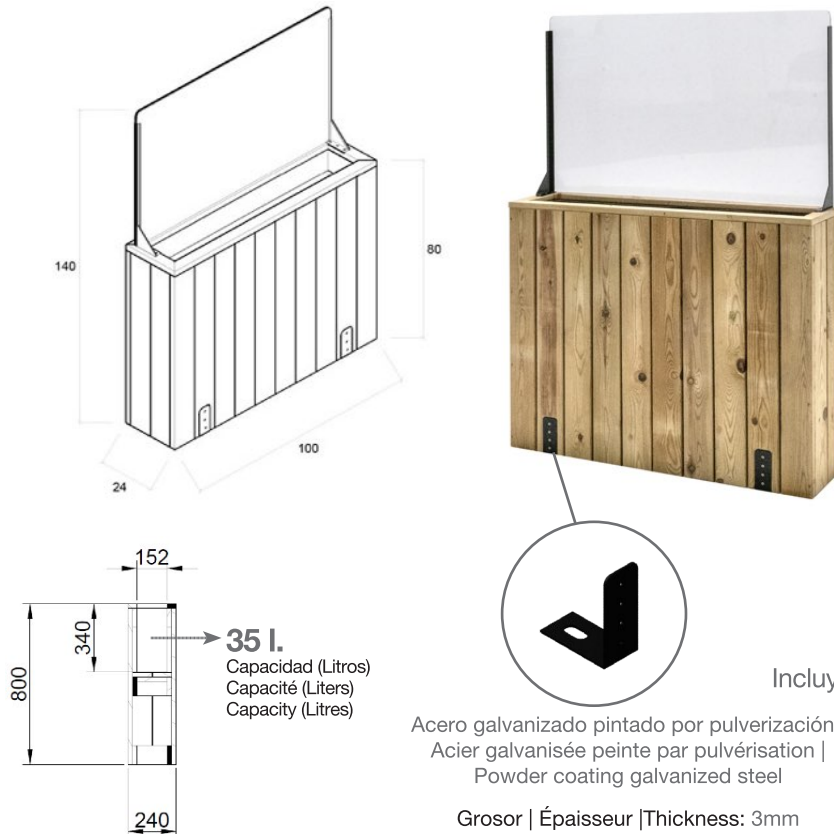 140
80
100
24
152
340
800
240
35 l.
Capacidad (Litros)
Capacité (Liters)
Capacity (Litres)
Incluy
Acero galvanizado pintado por pulverización
Acier galvanisée peinte par pulvérisation |
Powder coating galvanized steel
Grosor | Épaisseur |Thickness: 3mm